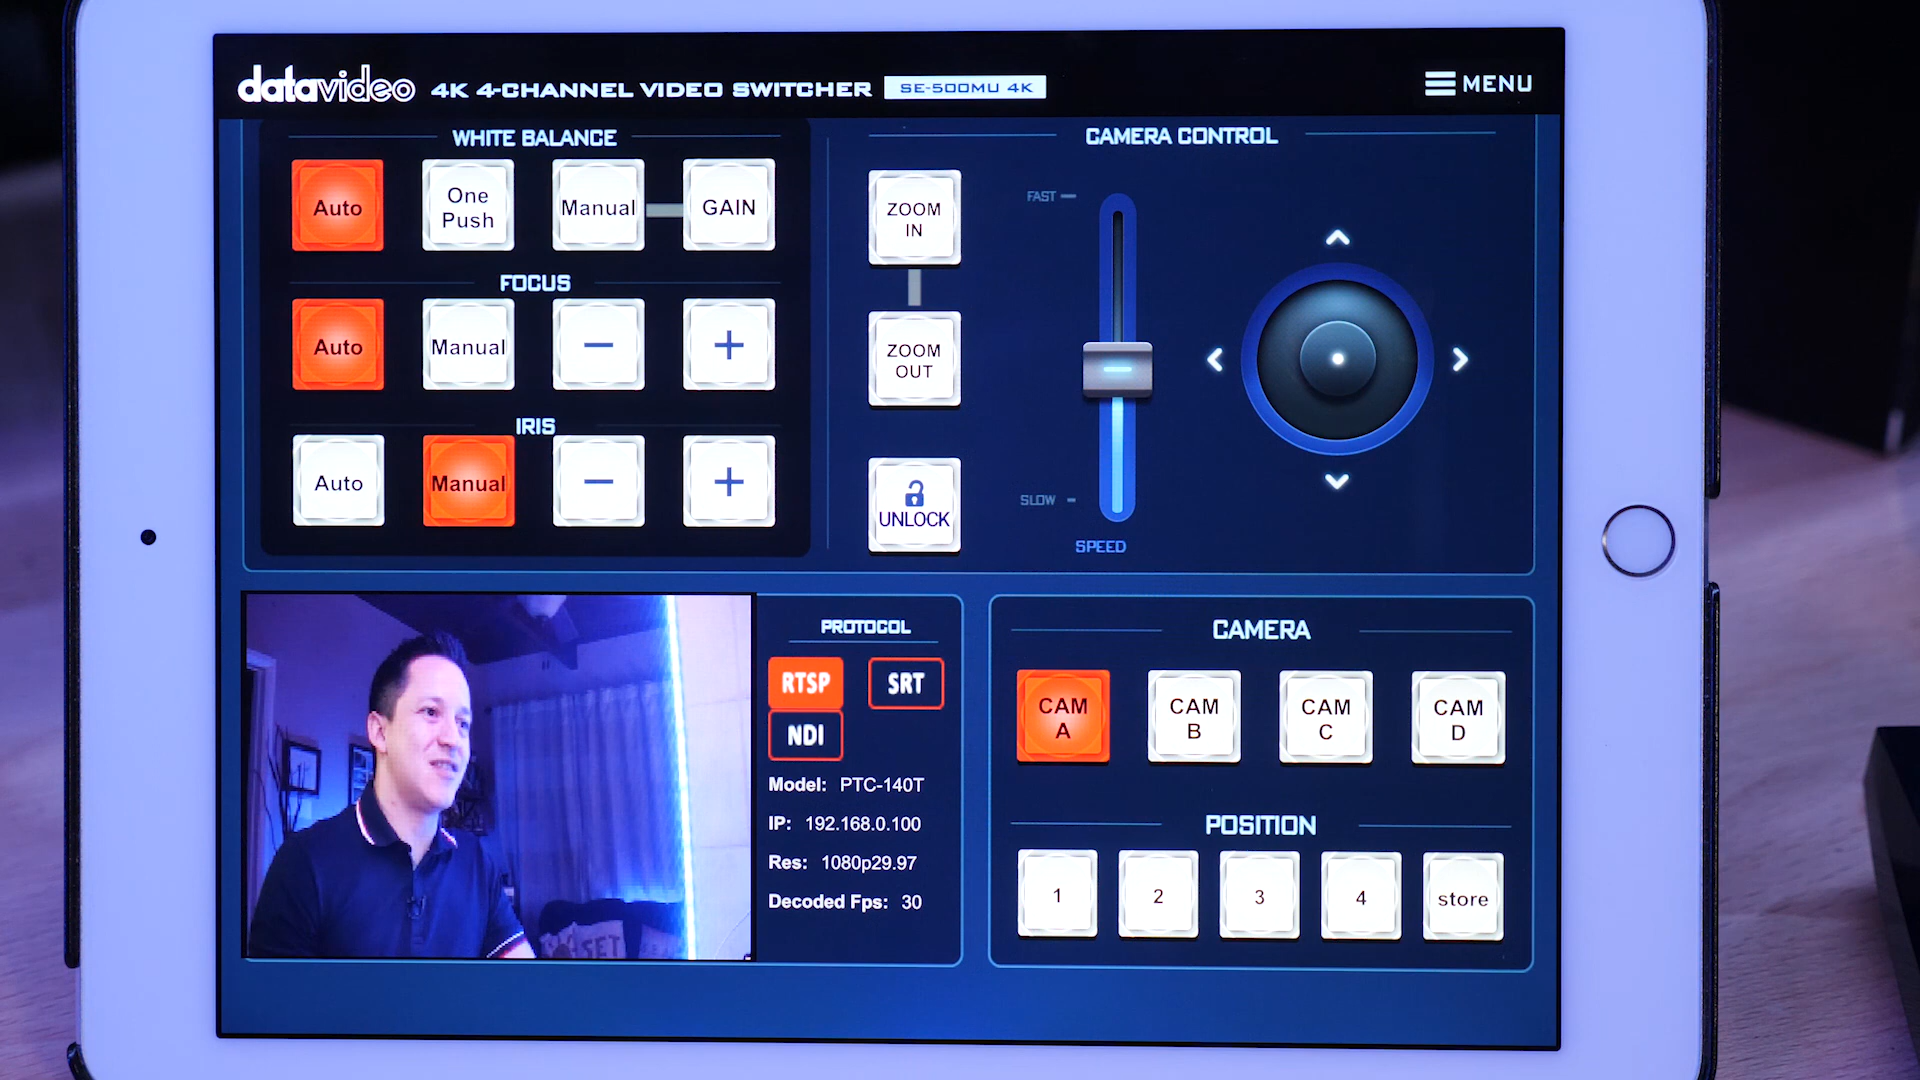 datavideo 4K 4-CHANNEL VIDEO SWITCHER SE-500MU 4K
MENU
WHITE BALANCE
Auto
One
Push
Manual
GAIN
FOCUS
Auto
Manual
−
+
IRIS
Auto
Manual
−
+
CAMERA CONTROL
ZOOM
IN
ZOOM
OUT
UNLOCK
FAST
SLOW
SPEED
SET
PROTOCOL
RTSP
SRT
NDI
Model: PTC-140T
IP: 192.168.0.100
Res: 1080p29.97
Decoded Fps: 30
CAMERA
CAM
A
CAM
B
CAM
C
CAM
D
POSITION
1
2
3
4
store